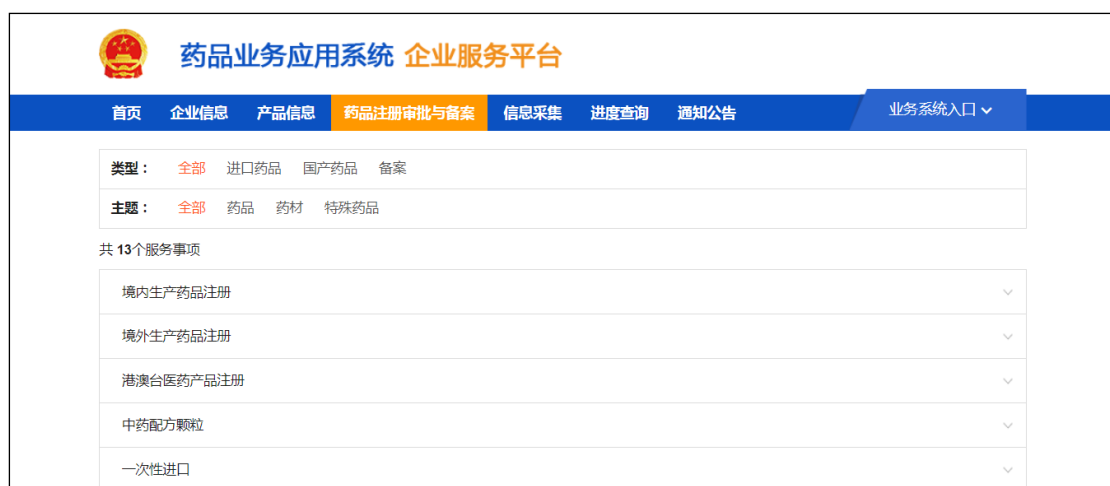 药品业务应用系统 企业服务平台
首页 企业信息 产品信息 药品注册审批与备案 信息采集 进度查询 通知公告 业务系统入口
类型： 全部 进口药品 国产药品 备案
主题： 全部 药品 药材 特殊药品
共 13个服务事项
境内生产药品注册
境外生产药品注册
港澳台医药产品注册
中药配方颗粒
一次性进口